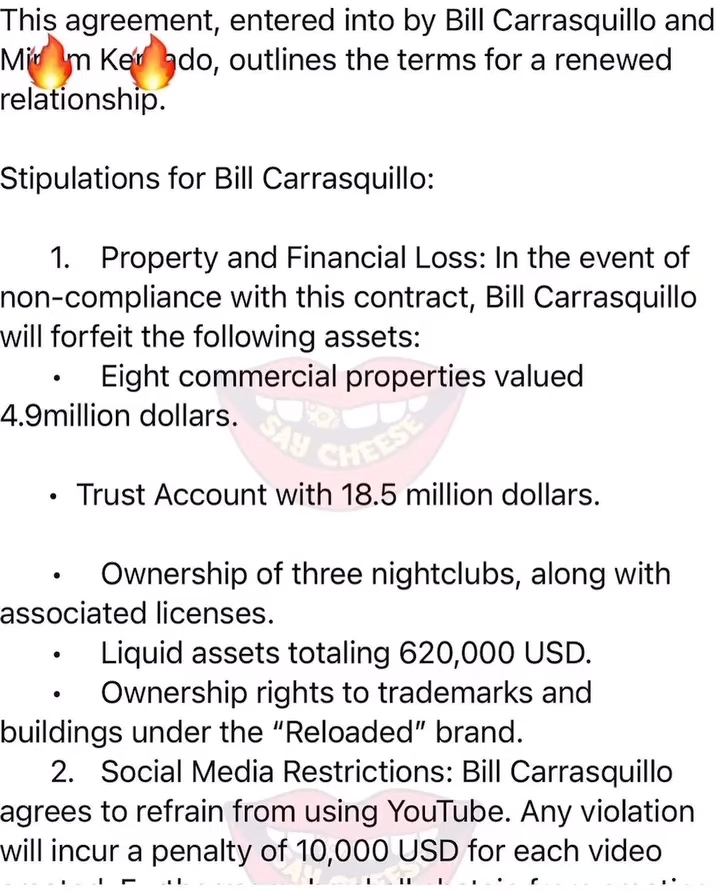 This agreement, entered into by Bill Carrasquillo and
outlines the terms for a renewed
relationship.
Stipulations for Bill Carrasquillo:
1. Property and Financial Loss: In the event of
non-compliance with this contract, Bill Carrasquillo
will forfeit the following assets:
• Eight commercial properties valued
4.9million dollars.
SAY CHEESE
• Trust Account with 18.5 million dollars.
• Ownership of three nightclubs, along with
associated licenses.
• Liquid assets totaling 620,000 USD.
• Ownership rights to trademarks and
buildings under the “Reloaded” brand.
2. Social Media Restrictions: Bill Carrasquillo
agrees to refrain from using YouTube. Any violation
will incur a penalty of 10,000 USD for each video
SAY CHEESE